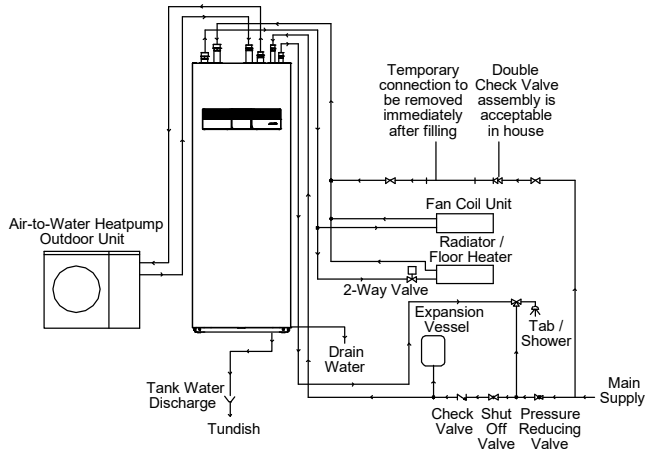 Temporary
connection to
be removed
immediately
after filling
Double
Check Valve
assembly is
acceptable
in house
Air-to-Water Heatpump
Outdoor Unit
Fan Coil Unit
Radiator /
Floor Heater
2-Way Valve
Expansion
Vessel
Tab /
Shower
Drain
Water
Tank Water
Discharge
Tundish
Main
Supply
Check
Valve
Shut
Off
Valve
Pressure
Reducing
Valve